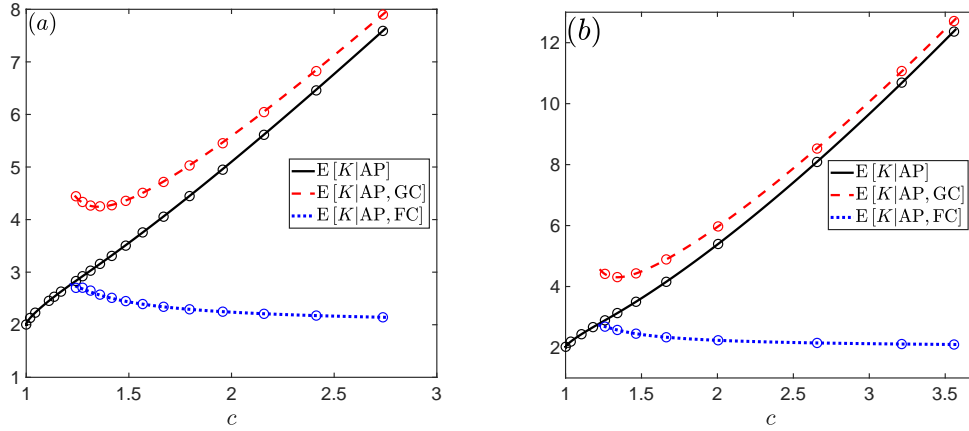 (a)
8
7
6
5
4
3
2
1
E [K|AP]
E [K|AP, GC]
E [K|AP, FC]
1 1.5 2 2.5 3
c
(b)
12
10
8
6
4
2
E [K|AP]
E [K|AP, GC]
E [K|AP, FC]
1 1.5 2 2.5 3 3.5
c